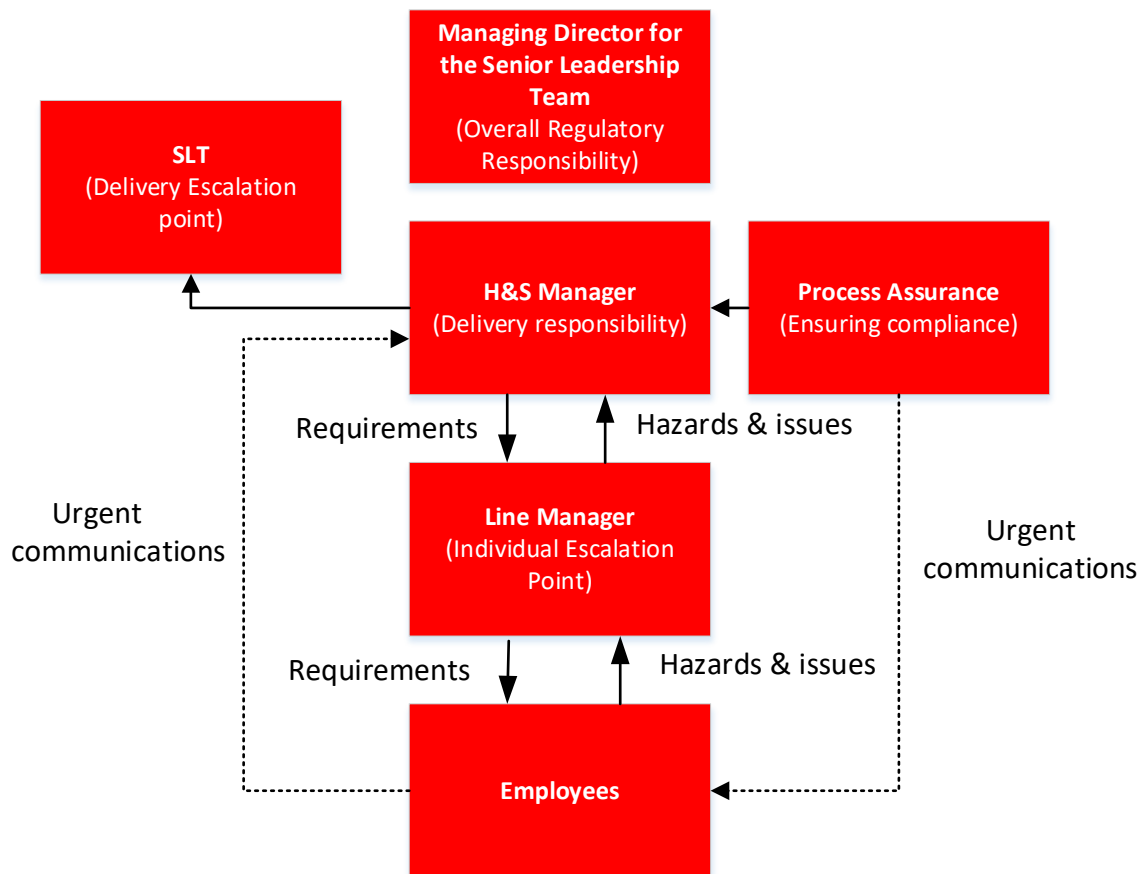 Managing Director for
the Senior Leadership
Team
(Overall Regulatory
Responsibility)
SLT
(Delivery Escalation
point)
H&S Manager
(Delivery responsibility)
Process Assurance
(Ensuring compliance)
Requirements
Hazards & issues
Urgent
communications
Line Manager
(Individual Escalation
Point)
Urgent
communications
Requirements
Hazards & issues
Employees